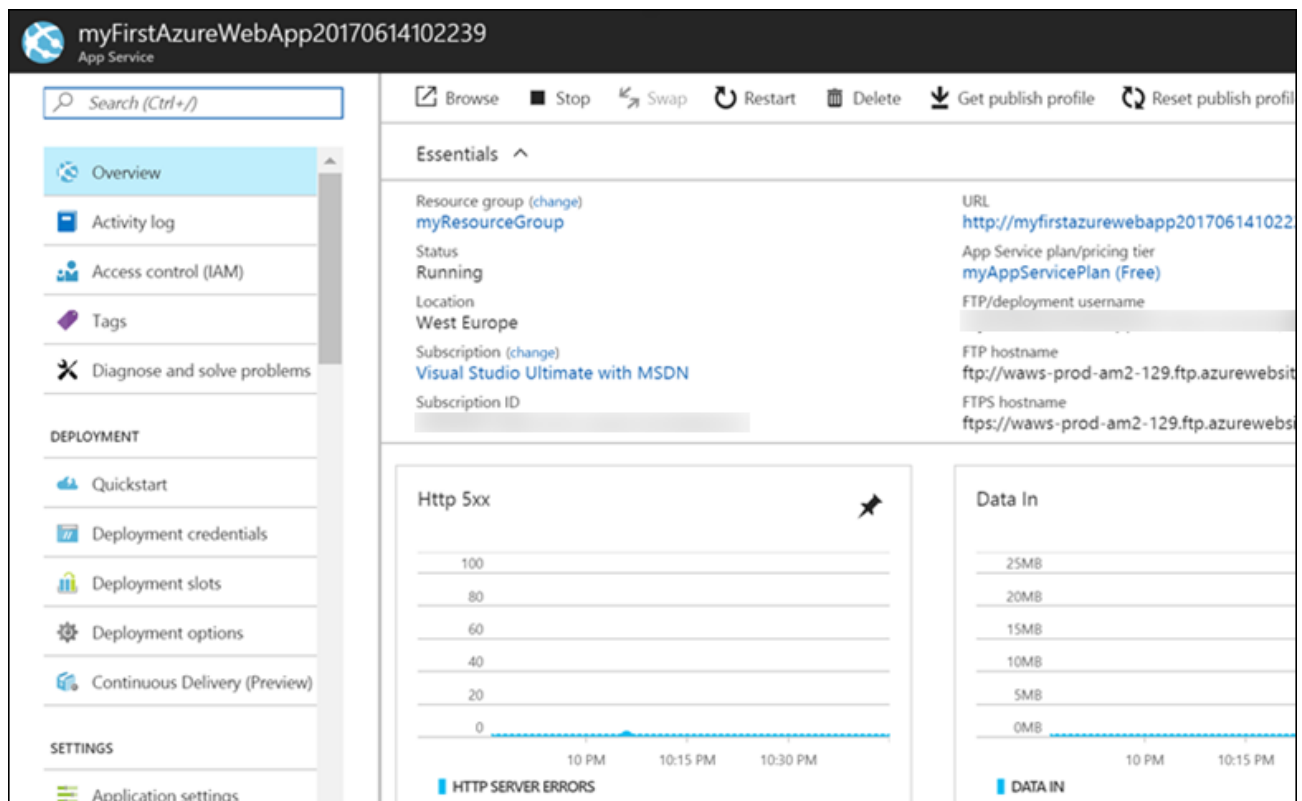 myFirstAzureWebApp20170614102239
App Service
Search (Ctrl+/)
Overview
Activity log
Access control (IAM)
Tags
Diagnose and solve problems
DEPLOYMENT
Quickstart
Deployment credentials
Deployment slots
Deployment options
Continuous Delivery (Preview)
SETTINGS
Application settings
Browse Stop Swap Restart Delete Get publish profile Reset publish profil
Essentials
Resource group (change)
myResourceGroup
Status
Running
Location
West Europe
Subscription (change)
Visual Studio Ultimate with MSDN
Subscription ID
URL
http://myfirstazurewebapp201706141022
App Service plan/pricing tier
myAppServicePlan (Free)
FTP/deployment username
FTP hostname
ftp://waws-prod-am2-129.ftp.azurewebsit
FTPS hostname
ftps://waws-prod-am2-129.ftp.azurewebsi
Http 5xx
100
80
60
40
20
0
10 PM 10:15 PM 10:30 PM
HTTP SERVER ERRORS
Data In
25MB
20MB
15MB
10MB
5MB
0MB
10 PM 10:15 PM
DATA IN